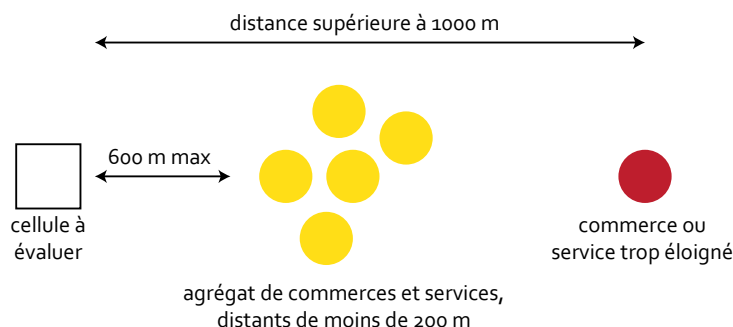 distance supérieure à 1000 m
600 m max
cellule à
évaluer
commerce ou
service trop éloigné
agrégat de commerces et services,
distants de moins de 200 m